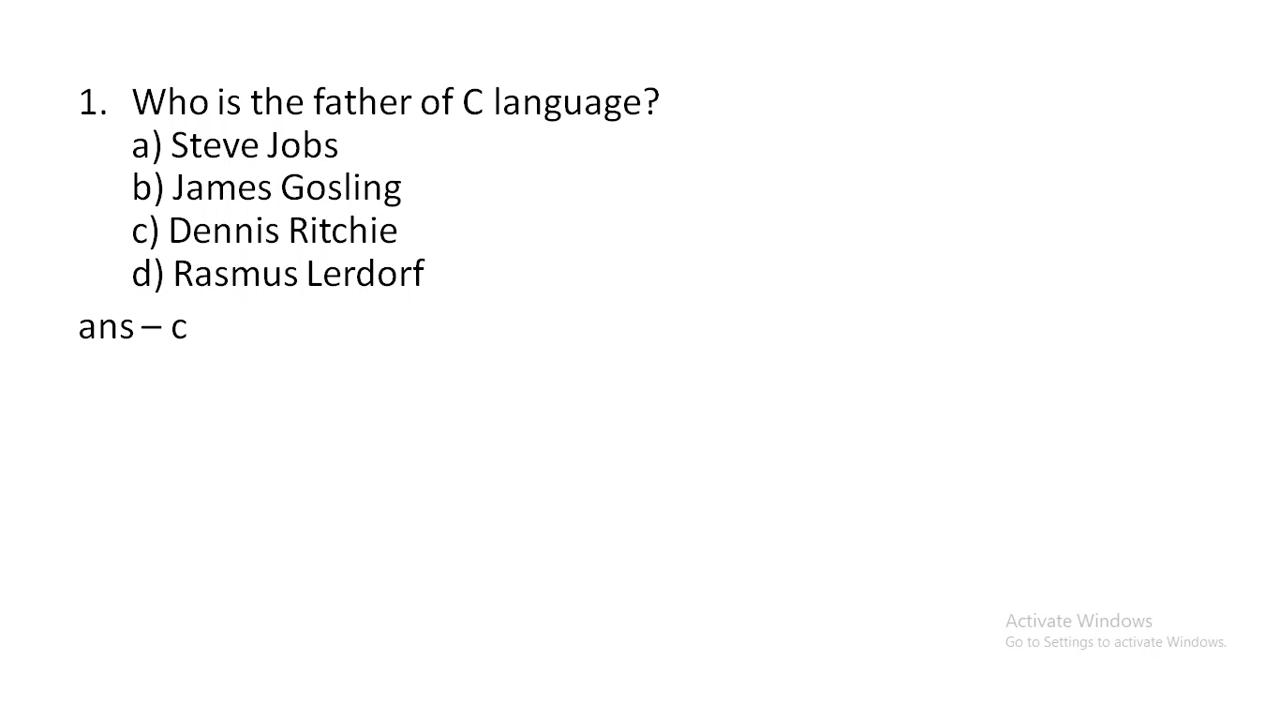 1. Who is the father of C language?
a) Steve Jobs
b) James Gosling
c) Dennis Ritchie
d) Rasmus Lerdorf
ans – c
Activate Windows
Go to Settings to activate Windows.